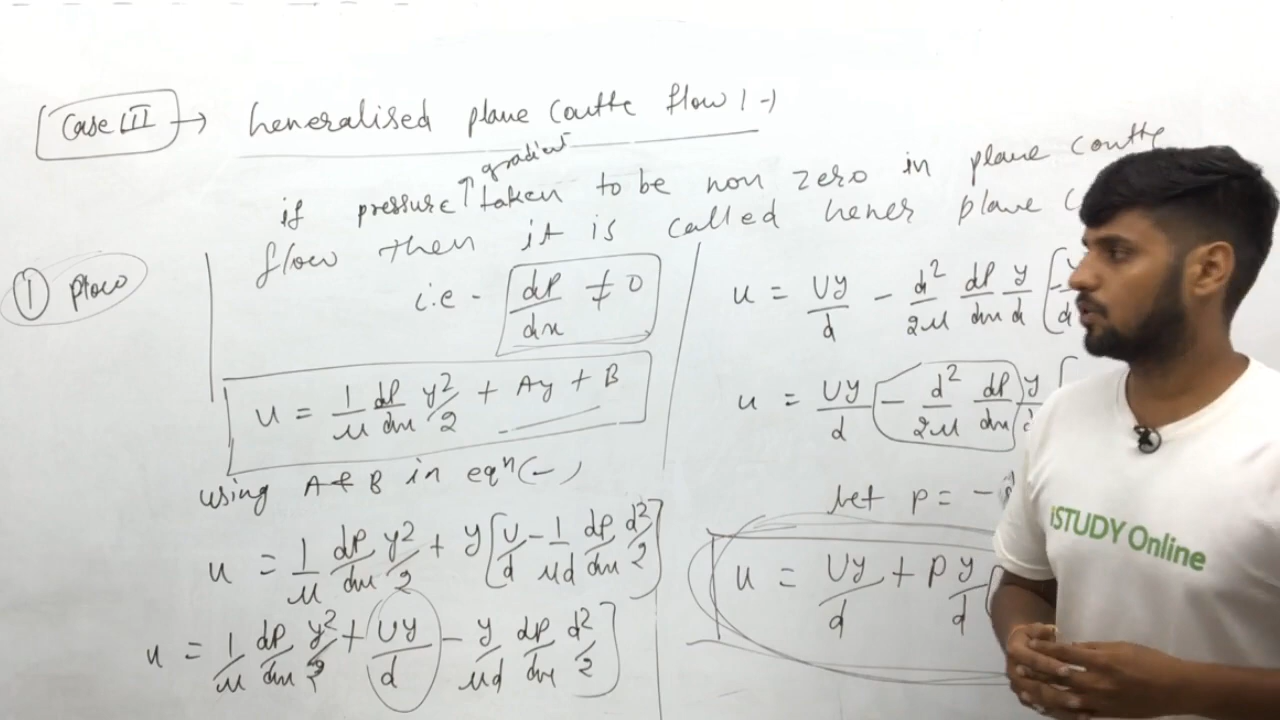 Case III → Generalised plane Coutte flow :-)
gradient
if pressure ↑ taken to be non zero in plane Coutte
flow then it is called Gener plane C
① Plow
i.e - dp/dx ≠ 0
u = 1/μ dp/dx y²/2 + Ay + B
using A & B in eqⁿ (-)
u = 1/μ dp/dx y²/2 + y [U/d - 1/μd dp/dx d²/2]
u = 1/μ dp/dx y²/2 + Uy/d - y/μd dp/dx d²/2]
u = Uy/d - d²/2μ dp/dx y/d [
u = Uy/d - d²/2μ dp/dx y/d [
let p = -
u = Uy/d + P y/d [
iSTUDY Online